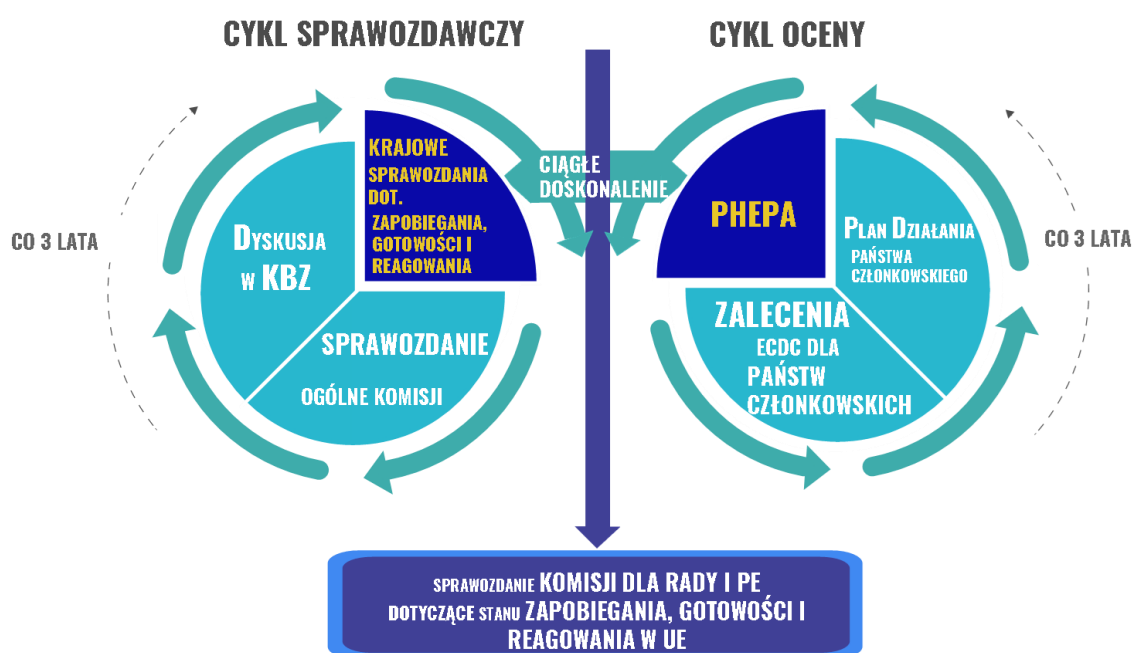 CYKL SPRAWOZDAWCZY
CYKL OCENY
CO 3 LATA
DYSKUSJA
W KBZ
KRAJOWE
SPRAWOZDANIA
DOT.
ZAPOBIEGANIA,
GOTOWOŚCI I
REAGOWANIA
SPRAWOZDANIE
OGÓLNE KOMISJI
CIĄGŁE
DOSKONALENIE
PHEPA
PLAN DZIAŁANIA
PAŃSTWA
CZŁONKOWSKIEGO
ZALECENIA
ECDC DLA
PAŃSTW
CZŁONKOWSKICH
CO 3 LATA
SPRAWOZDANIE KOMISJI DLA RADY I PE
DOTYCZĄCE STANU ZAPOBIEGANIA, GOTOWOŚCI I
REAGOWANIA W UE